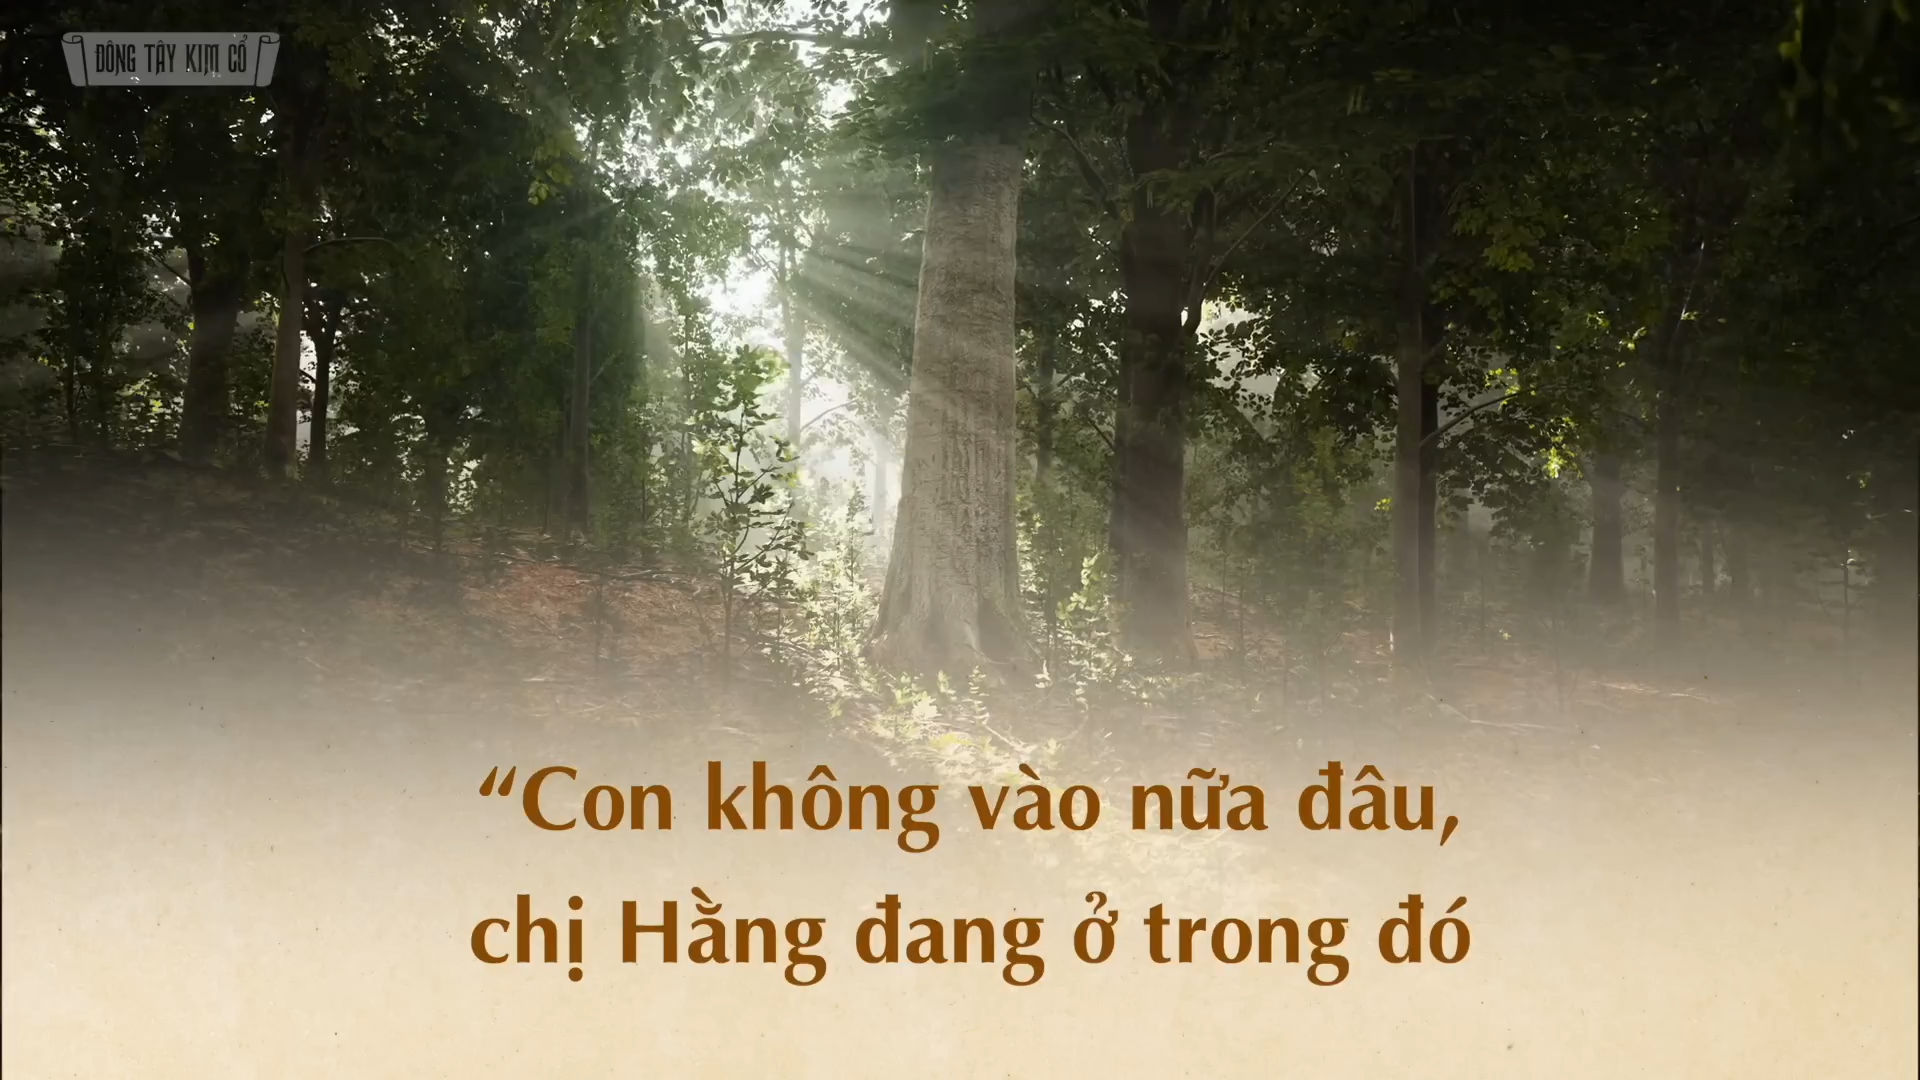 ĐÔNG TÂY KIM CỔ
“Con không vào nữa đâu,
chị Hằng đang ở trong đó